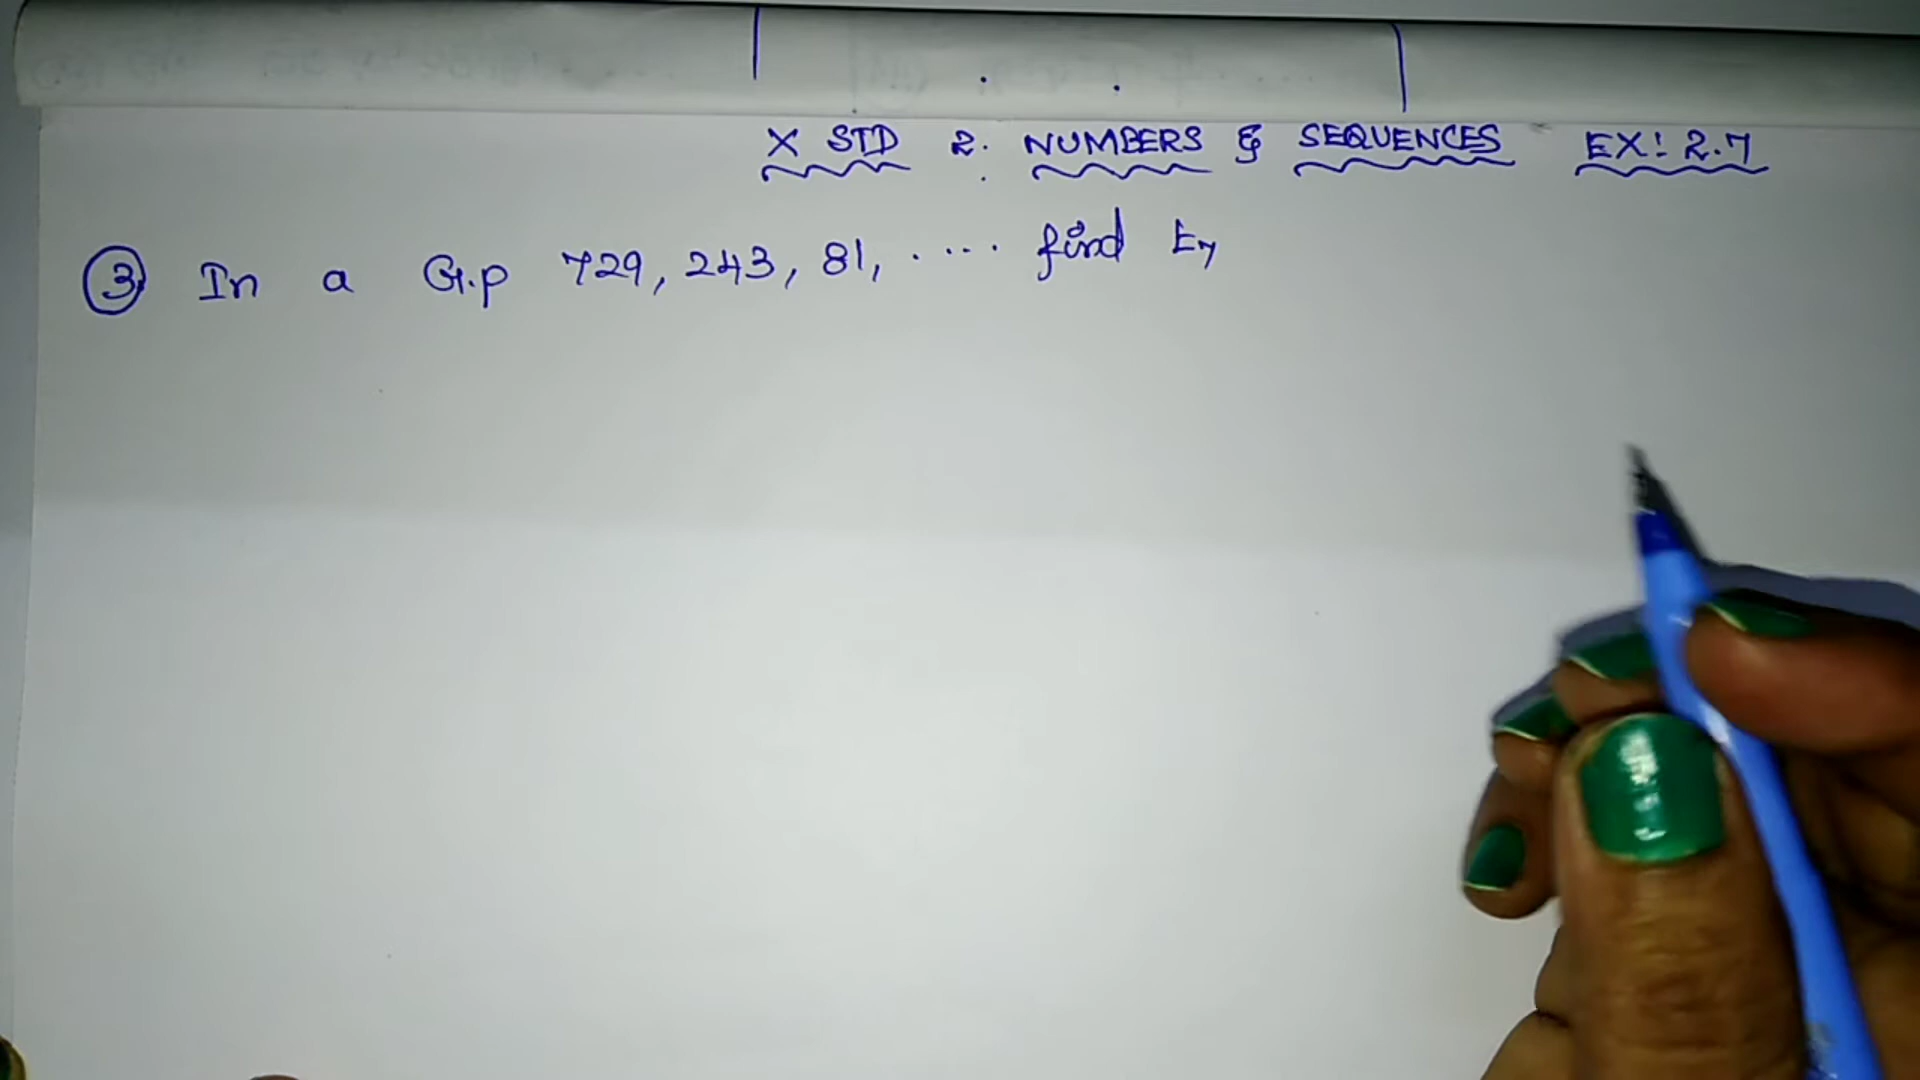 X STD 2. NUMBERS & SEQUENCES EX: 2.7
③ In a G.p 729, 243, 81, ..... find t₇